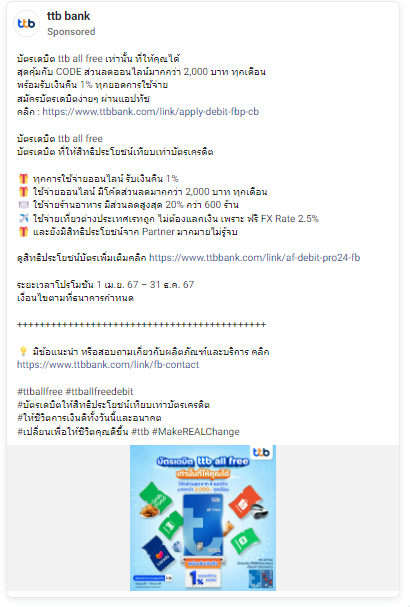 ttb bank
Sponsored
บัตรเดบิต ttb all free เท่านั้น ที่ให้คุณได้
สุดคุ้มกับ CODE ส่วนลดออนไลน์มากกว่า 2,000 บาท ทุกเดือน
พร้อมรับเงินคืน 1% ทุกยอดการใช้จ่าย
สมัครบัตรเดบิตง่ายๆ ผ่านแอปทัช
คลิก : https://www.ttbbank.com/link/apply-debit-fbp-cb
บัตรเดบิต ttb all free
บัตรเดบิต ที่ให้สิทธิประโยชน์เทียบเท่าบัตรเครดิต
🎁 ทุกการใช้จ่ายออนไลน์ รับเงินคืน 1%
🎁 ใช้จ่ายออนไลน์ มีโค้ดส่วนลดมากกว่า 2,000 บาท ทุกเดือน
🍽️ ใช้จ่ายร้านอาหาร มีส่วนลดสูงสุด 20% กว่า 600 ร้าน
✈️ ใช้จ่ายเที่ยวต่างประเทศเรทถูก ไม่ต้องแลกเงิน เพราะ ฟรี FX Rate 2.5%
🎁 และยังมีสิทธิประโยชน์จาก Partner มากมายไม่รู้จบ
ดูสิทธิประโยชน์บัตรเพิ่มเติมคลิก https://www.ttbbank.com/link/af-debit-pro24-fb
ระยะเวลาโปรโมชัน 1 เม.ย. 67 – 31 ธ.ค. 67
เงื่อนไขตามที่ธนาคารกำหนด
++++++++++++++++++++++++++++++++++++++++++++
💡 มีข้อแนะนำ หรือสอบถามเกี่ยวกับผลิตภัณฑ์และบริการ คลิก
https://www.ttbbank.com/link/fb-contact
#ttballfree #ttballfreedebit
#บัตรเดบิตให้สิทธิประโยชน์เทียบเท่าบัตรเครดิต
#ให้ชีวิตการเงินดีทั้งวันนี้และอนาคต
#เปลี่ยนเพื่อให้ชีวิตคุณดีขึ้น #ttb #MakeREALChange
ttb
บัตรเดบิต ttb all free
เท่านั้นที่ให้คุณได้
ttb
VISA
1%